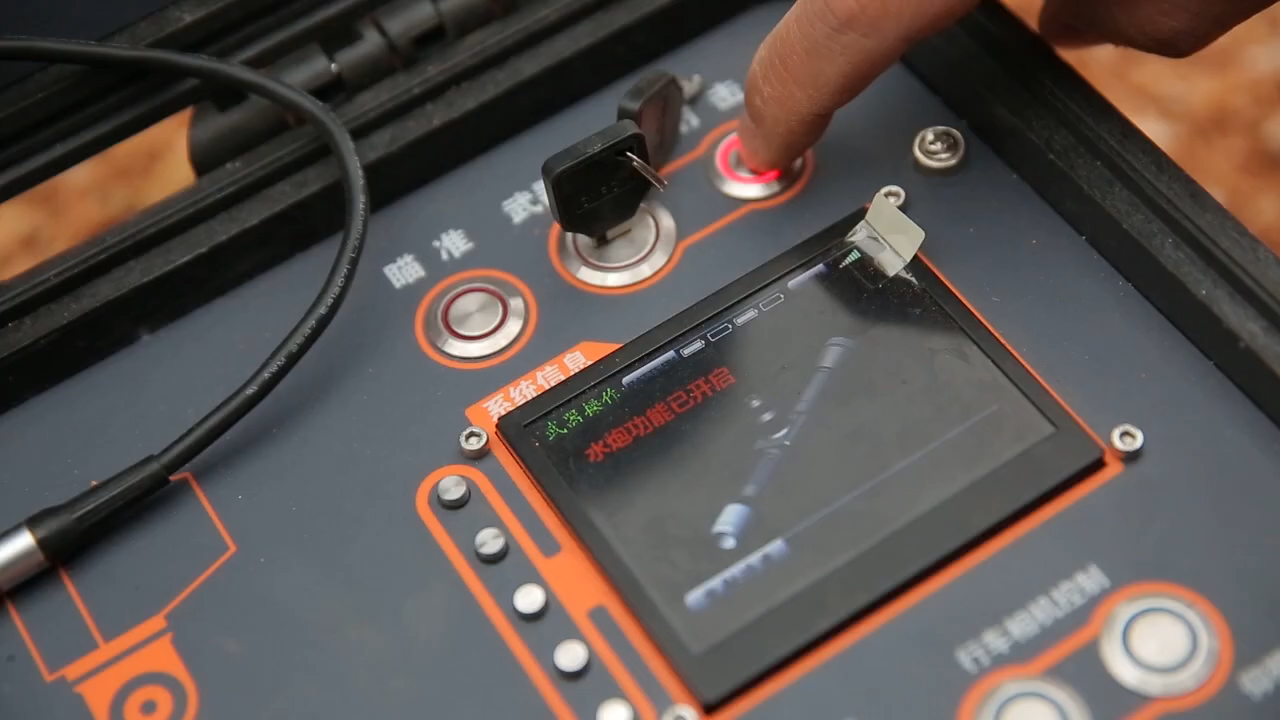 瞄准
武
击
系统信息
武器操作
水炮功能已开启
行车相机控制